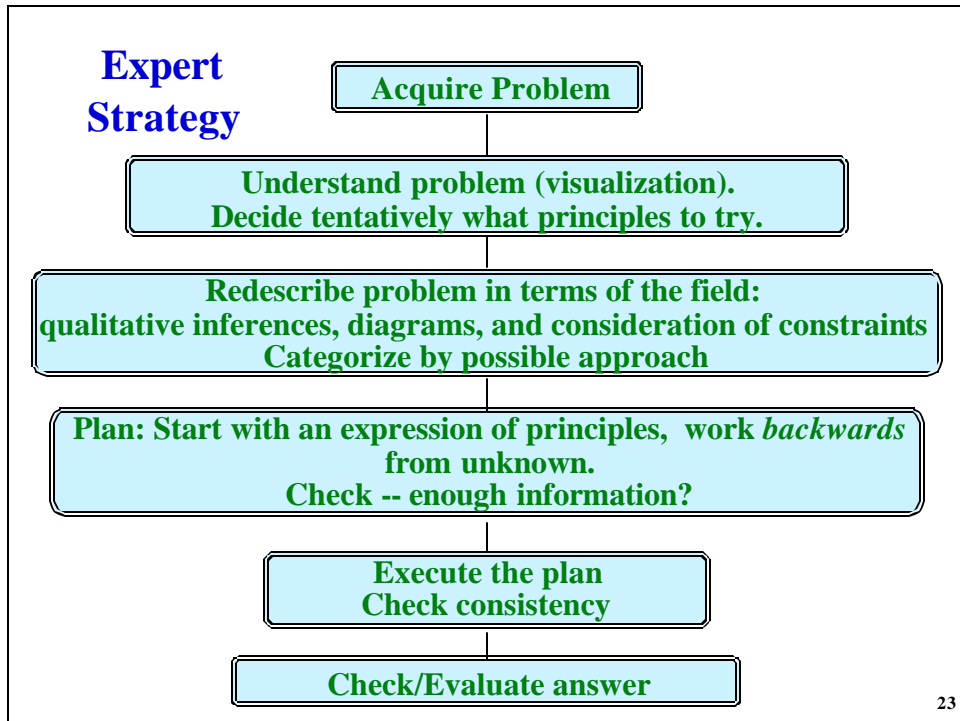 Expert
Strategy
Acquire Problem
Understand problem (visualization).
Decide tentatively what principles to try.
Redescribe problem in terms of the field:
qualitative inferences, diagrams, and consideration of constraints
Categorize by possible approach
Plan: Start with an expression of principles, work backwards
from unknown.
Check -- enough information?
Execute the plan
Check consistency
Check/Evaluate answer
23